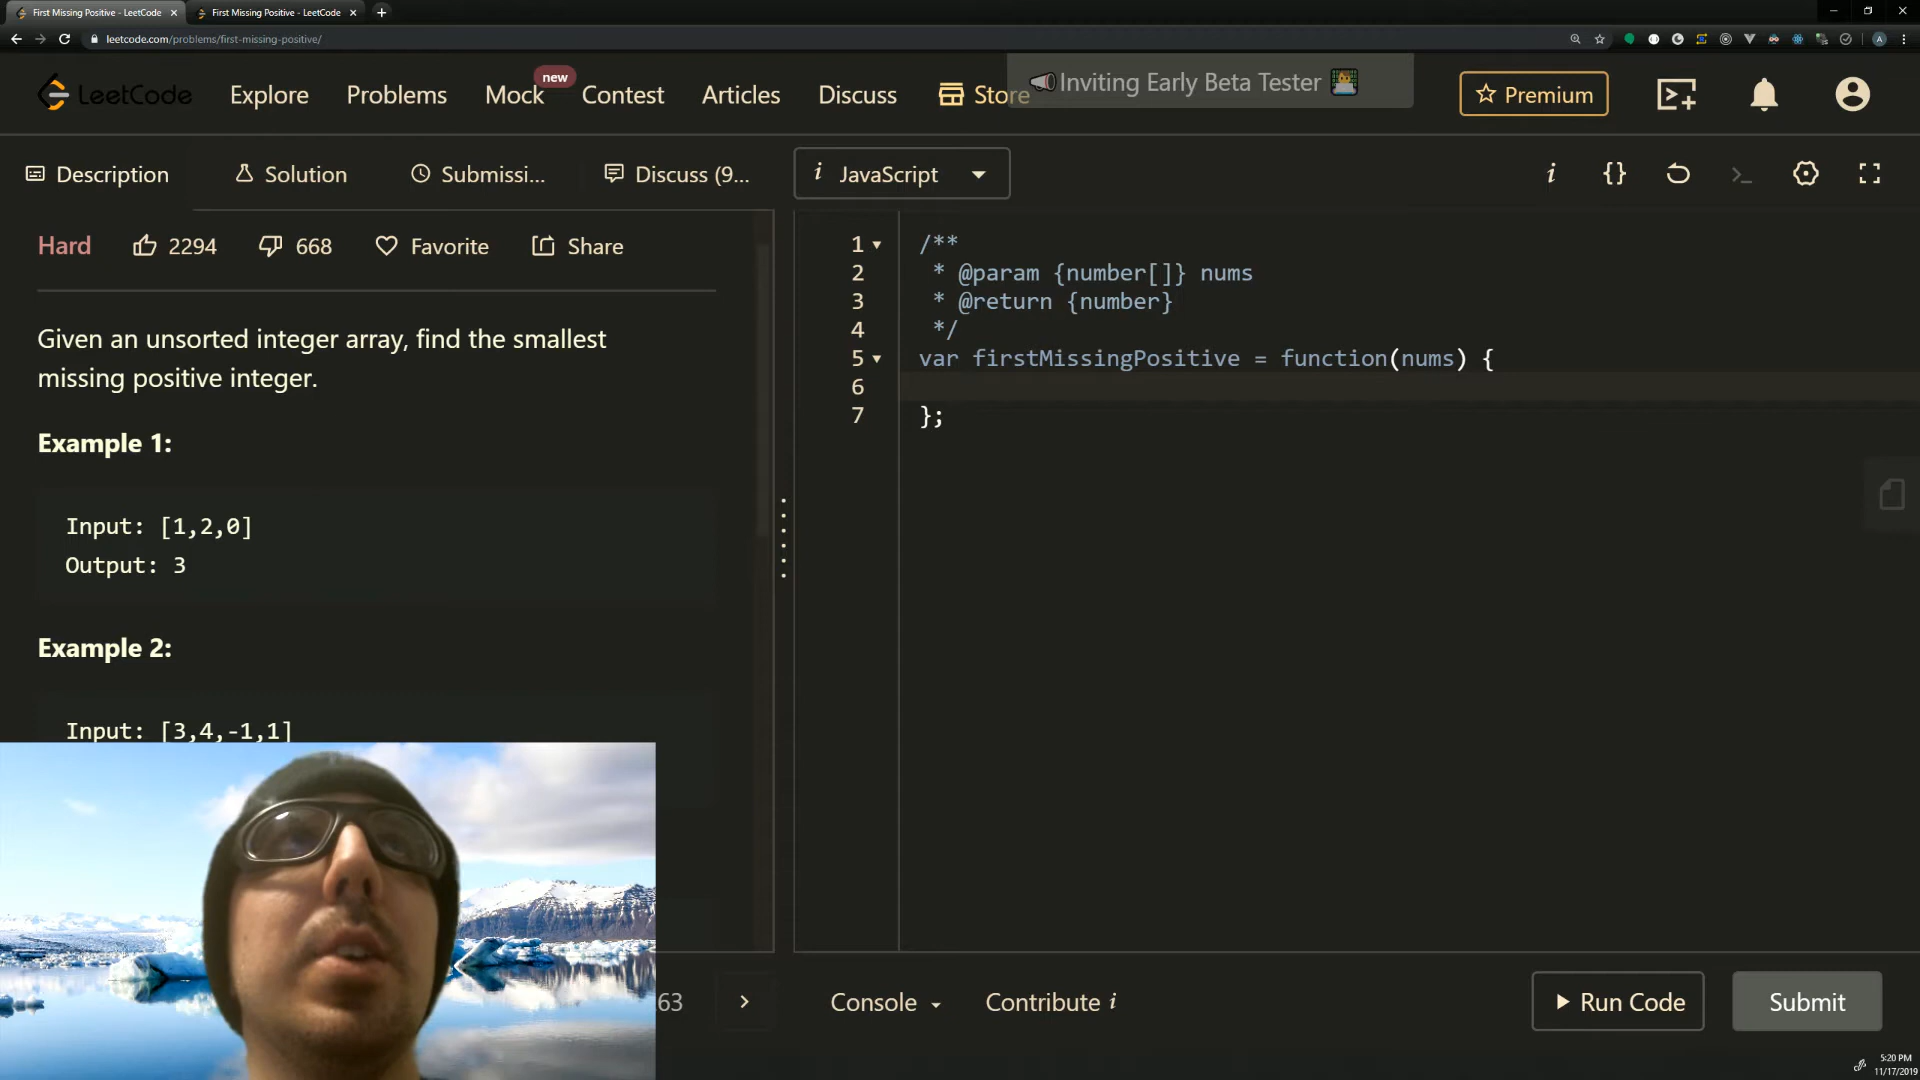 First Missing Positive - LeetCode
First Missing Positive - LeetCode
leetcode.com/problems/first-missing-positive/
LeetCode
Explore
Problems
Mock
new
Contest
Articles
Discuss
Store
Inviting Early Beta Tester
Premium
Description
Solution
Submissi...
Discuss (9...
i JavaScript
Hard
2294
668
Favorite
Share
Given an unsorted integer array, find the smallest
missing positive integer.
Example 1:
Input: [1,2,0]
Output: 3
Example 2:
Input: [3,4,-1,1]
1 /**
2 * @param {number[]} nums
3 * @return {number}
4 */
5 var firstMissingPositive = function(nums) {
6
7 };
63
Console
Contribute i
Run Code
Submit
5:20 PM
11/17/2019